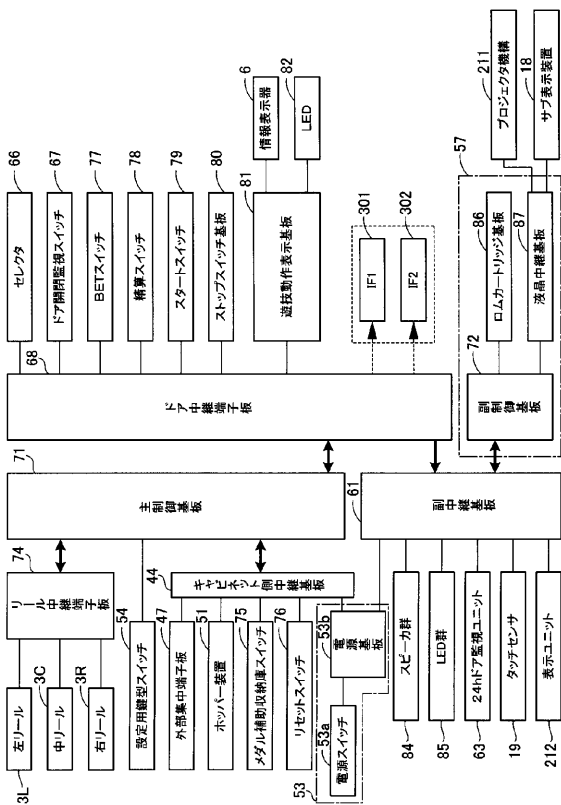 3L
左リール
3C
中リール
3R
右リール
74
リール中継端子板
54
設定用鍵型スイッチ
47
外部集中端子板
51
ホッパー装置
75
メダル補助収納庫スイッチ
76
リセットスイッチ
44
キャビネット側中継基板
53
53a
電源スイッチ
53b
電源基板
84
スピーカ群
85
LED群
63
24hドア監視ユニット
19
タッチセンサ
212
表示ユニット
71
主制御基板
61
副中継基板
68
ドア中継端子板
66
セレクタ
67
ドア開閉監視スイッチ
77
BETスイッチ
78
精算スイッチ
79
スタートスイッチ
80
ストップスイッチ基板
81
遊技動作表示基板
6
情報表示器
82
LED
301
IF1
302
IF2
57
72
副制御基板
86
ロムカートリッジ基板
87
液晶中継基板
211
プロジェクタ機構
18
サブ表示装置